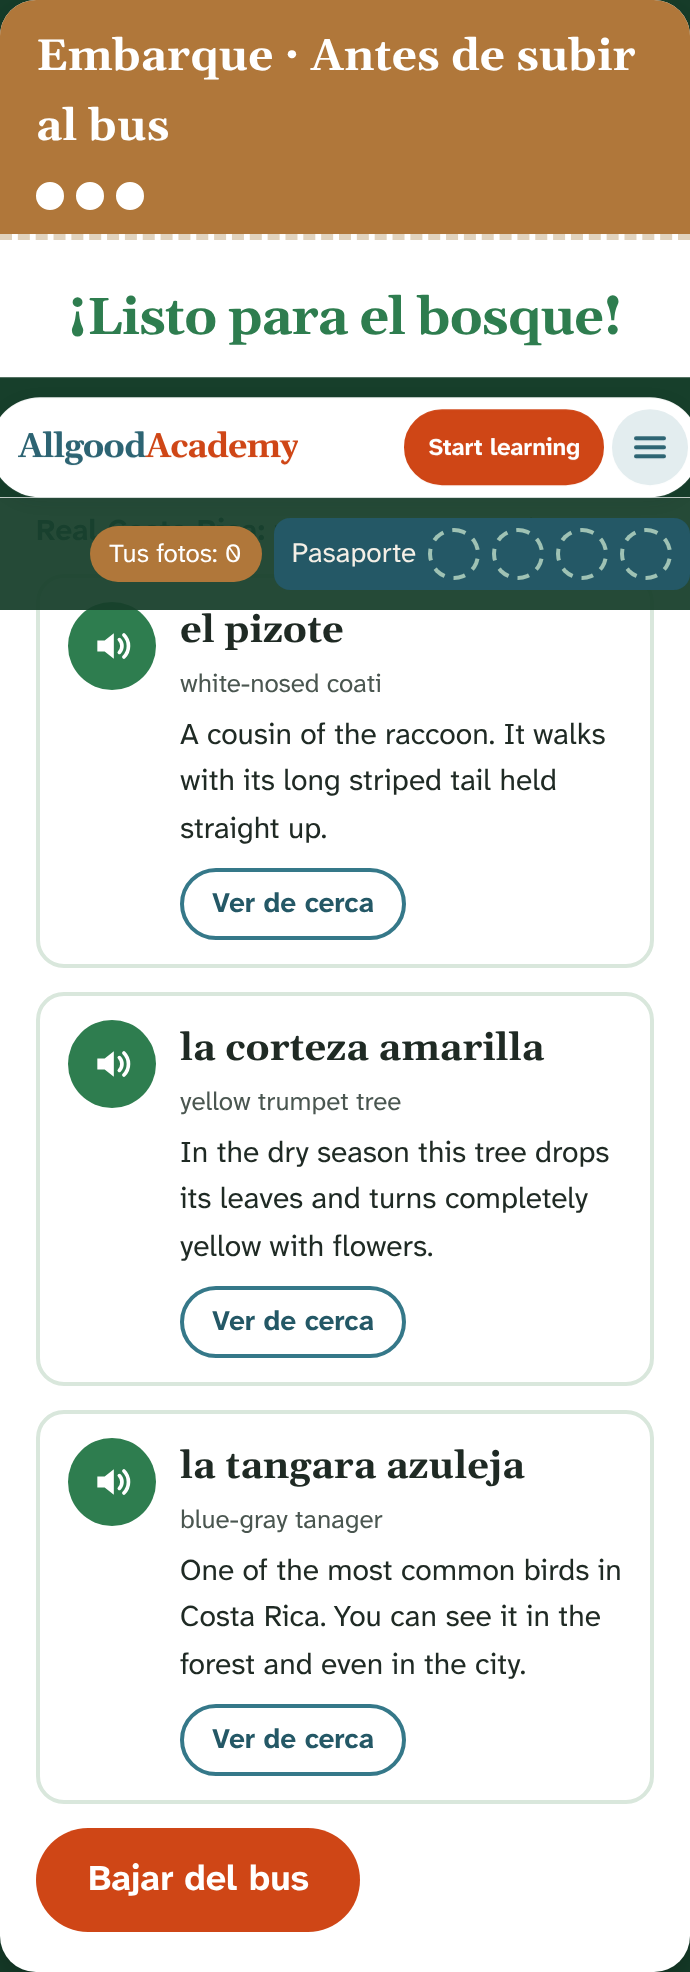 Embarque · Antes de subir
al bus
¡Listo para el bosque!
AllgoodAcademy
Start learning
Real Costa Rica:
Tus fotos: 0
Pasaporte
el pizote
white-nosed coati
A cousin of the raccoon. It walks
with its long striped tail held
straight up.
Ver de cerca
la corteza amarilla
yellow trumpet tree
In the dry season this tree drops
its leaves and turns completely
yellow with flowers.
Ver de cerca
la tangara azuleja
blue-gray tanager
One of the most common birds in
Costa Rica. You can see it in the
forest and even in the city.
Ver de cerca
Bajar del bus